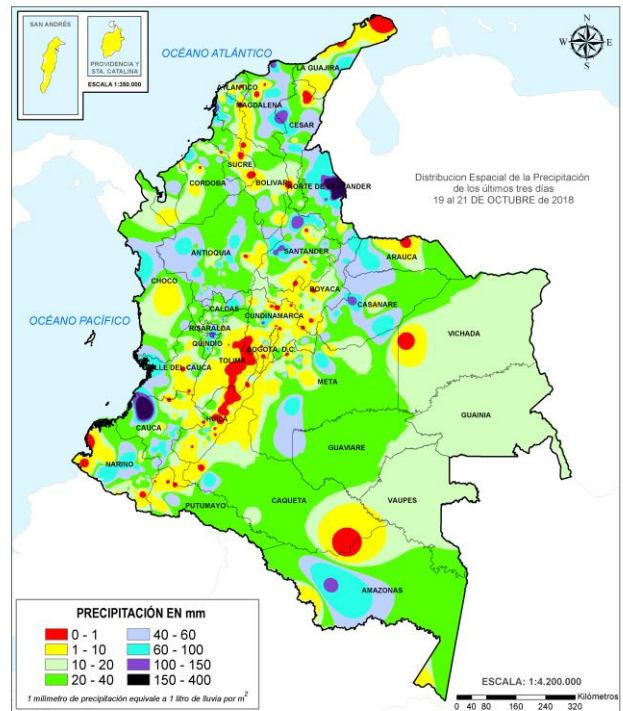 SAN ANDRÉS
PROVIDENCIA Y
STA. CATALINA
ESCALA 1:350.000
OCÉANO ATLÁNTICO
N
W
E
S
LA GUAJIRA
ATLANTICO
MAGDALENA
CESAR
SUCRE
BOLIVAR
NORTE DE SANTANDER
CORDOBA
Distribucion Espacial de la Precipitación
de los últimos tres días
19 al 21 DE OCTUBRE de 2018
ANTIOQUIA
SANTANDER
ARAUCA
CHOCO
BOYACA
CASANARE
OCÉANO PACÍFICO
CALDAS
CUNDINAMARCA
RISARALDA
VICHADA
QUINDIO
BOGOTA, D.C.
TOLIMA
VALLE DEL CAUCA
META
GUAINIA
HUILA
CAUCA
GUAVIARE
NARINO
CAQUETA
VAUPES
PUTUMAYO
AMAZONAS
PRECIPITACIÓN EN mm
0 - 1
40 - 60
1 - 10
60 - 100
10 - 20
100 - 150
20 - 40
150 - 400
1 milimetro de precipitación equivale a 1 litro de lluvia por m²
ESCALA: 1:4.200.000
Kilómetros
0 40 80 160 240 320